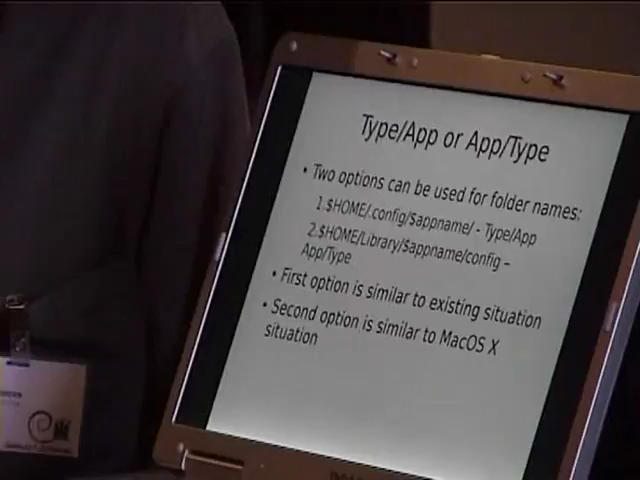 Type/App or App/Type
• Two options can be used for folder names:
1.$HOME/.config/$appname/ - Type/App
2.$HOME/Library/$appname/config –
App/Type
• First option is similar to existing situation
• Second option is similar to MacOS X
situation